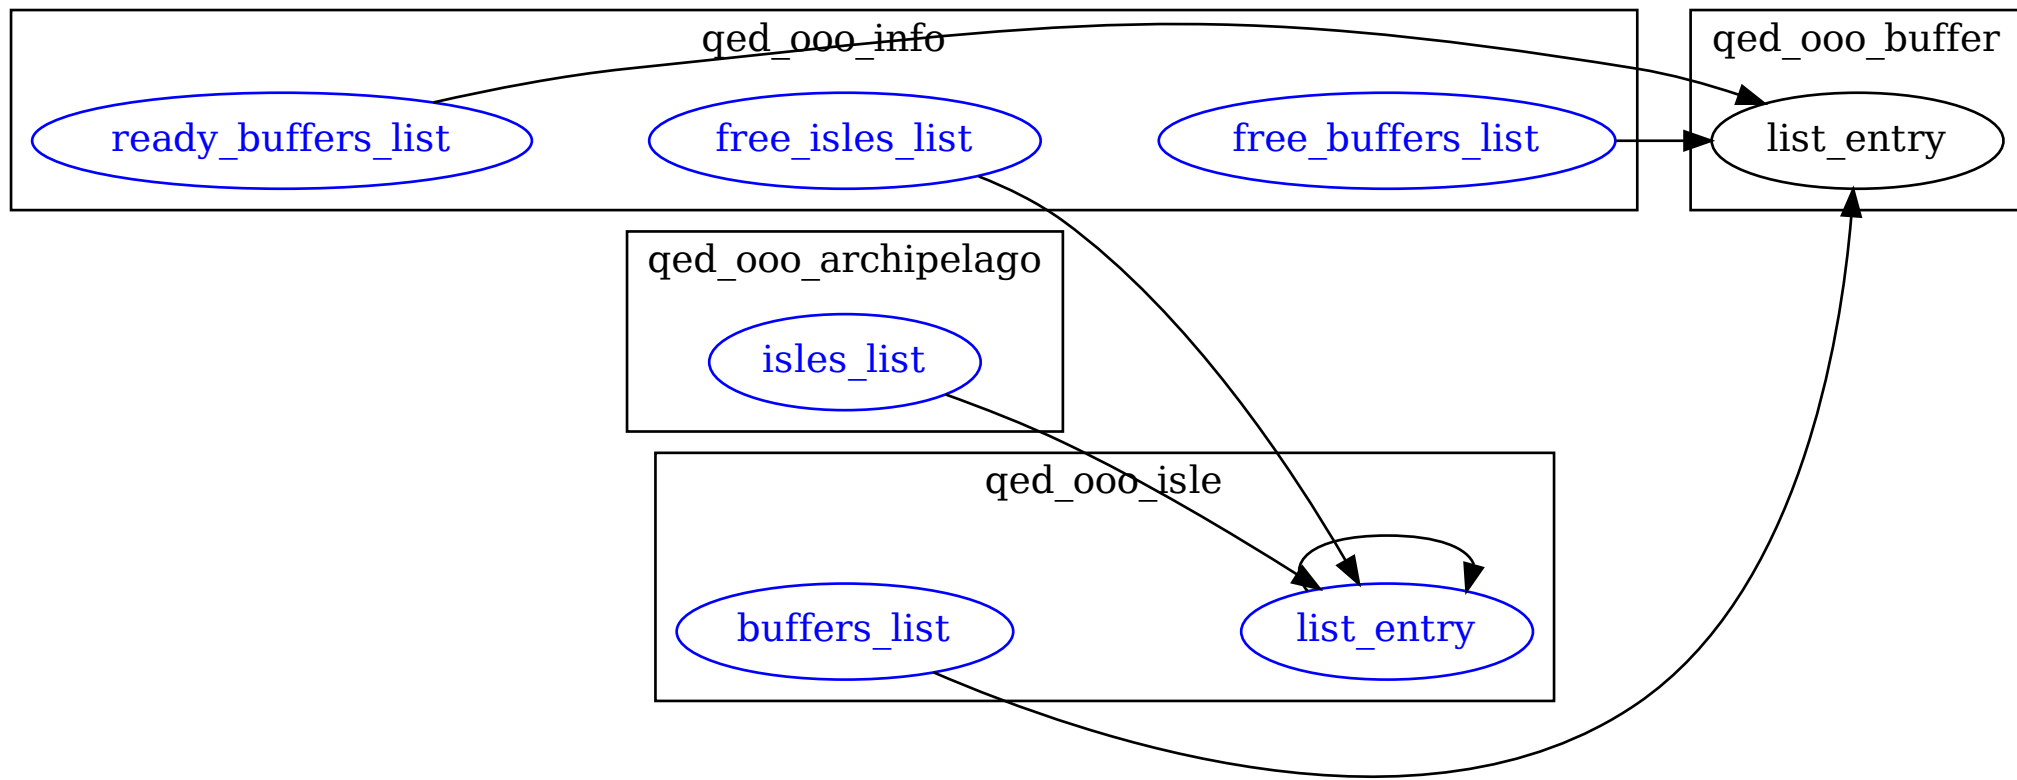 qed_ooo_info
qed_ooo_buffer
ready_buffers_list
free_isles_list
free_buffers_list
list_entry
qed_ooo_archipelago
isles_list
qed_ooo_isle
buffers_list
list_entry